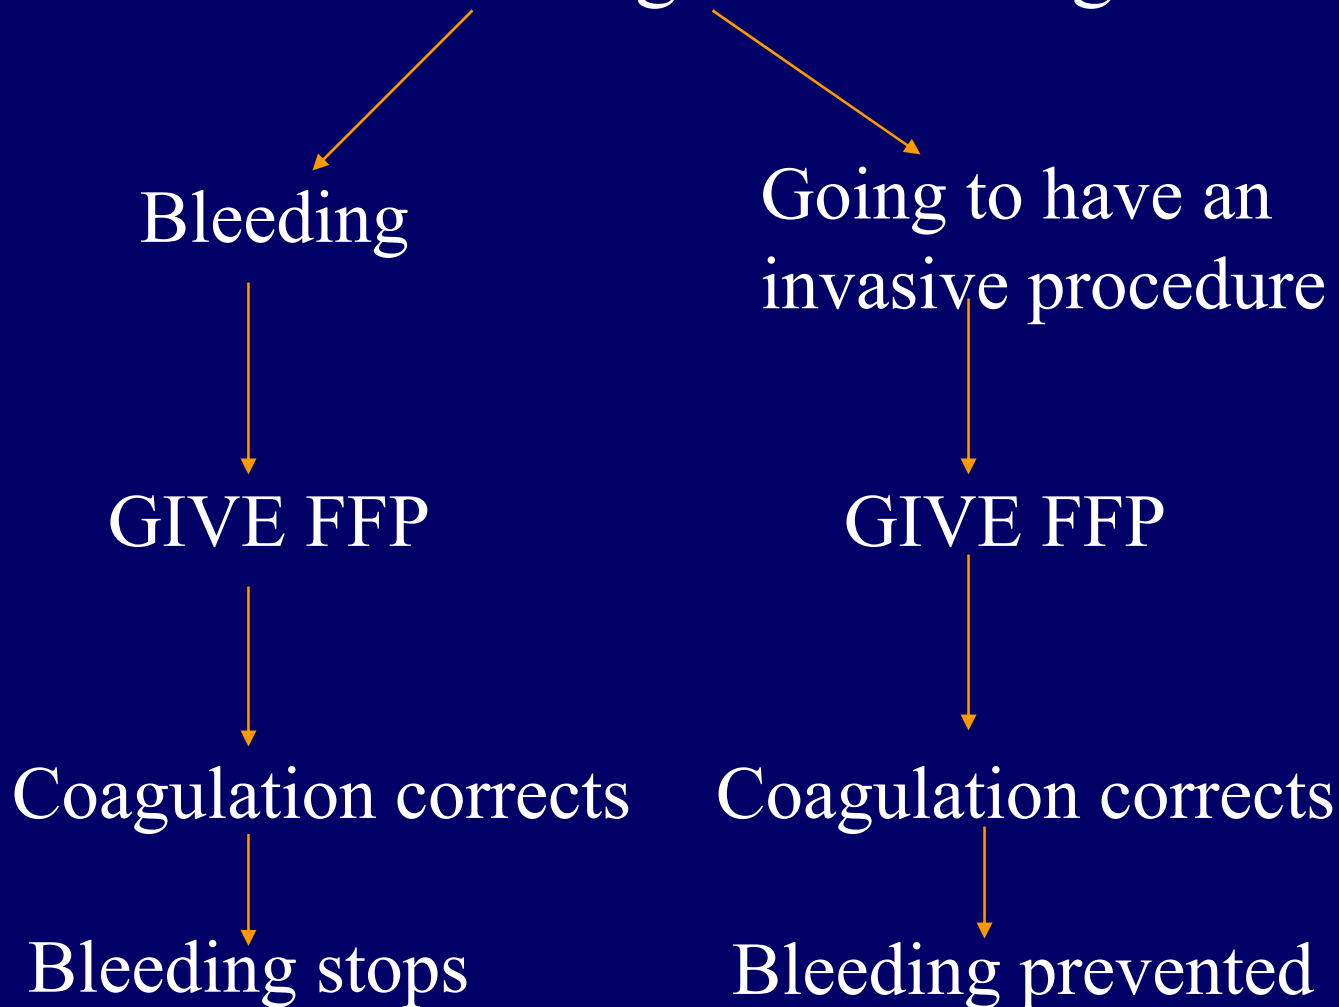 Bleeding
Going to have an
invasive procedure
GIVE FFP
GIVE FFP
Coagulation corrects
Coagulation corrects
Bleeding stops
Bleeding prevented